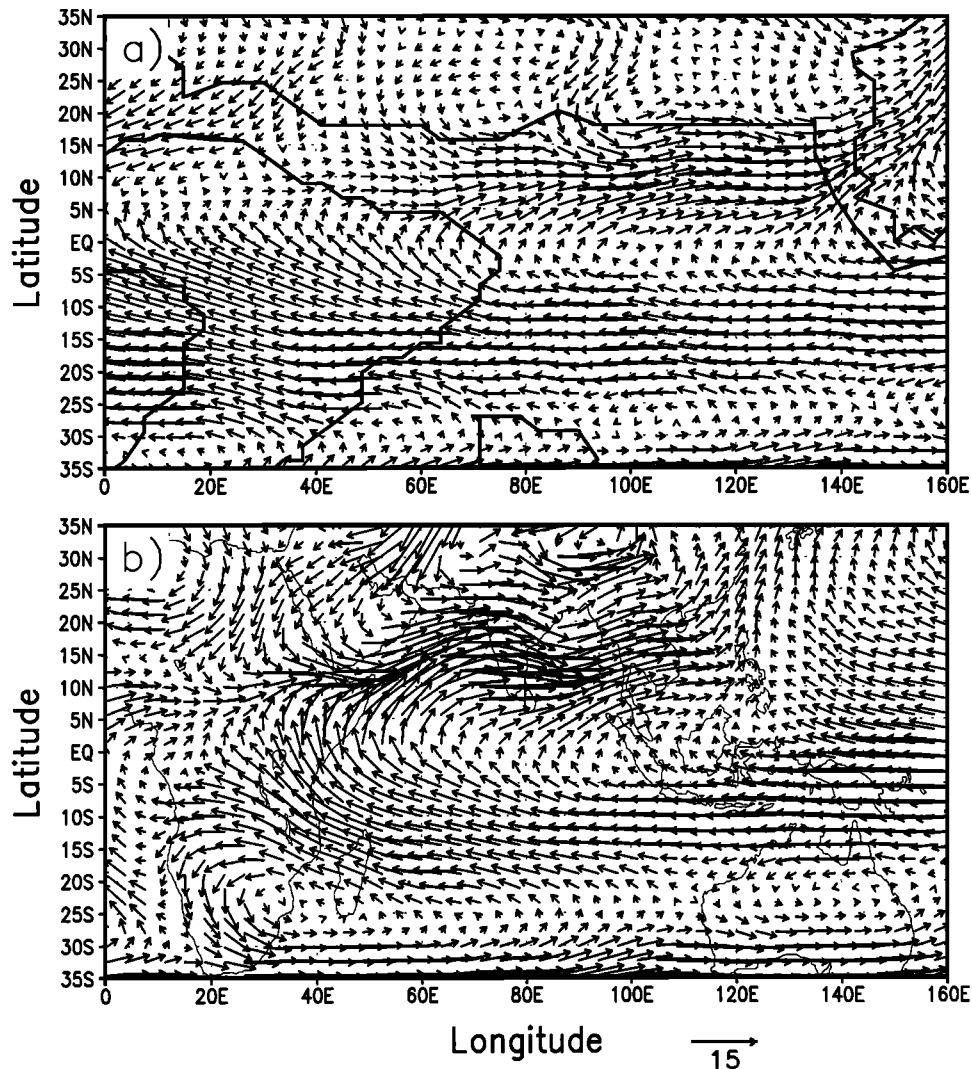 a)
35N
30N
25N
20N
15N
10N
5N
EQ
5S
10S
15S
20S
25S
30S
35S
Latitude
0 20E 40E 60E 80E 100E 120E 140E 160E
b)
35N
30N
25N
20N
15N
10N
5N
EQ
5S
10S
15S
20S
25S
30S
35S
Latitude
0 20E 40E 60E 80E 100E 120E 140E 160E
Longitude
15